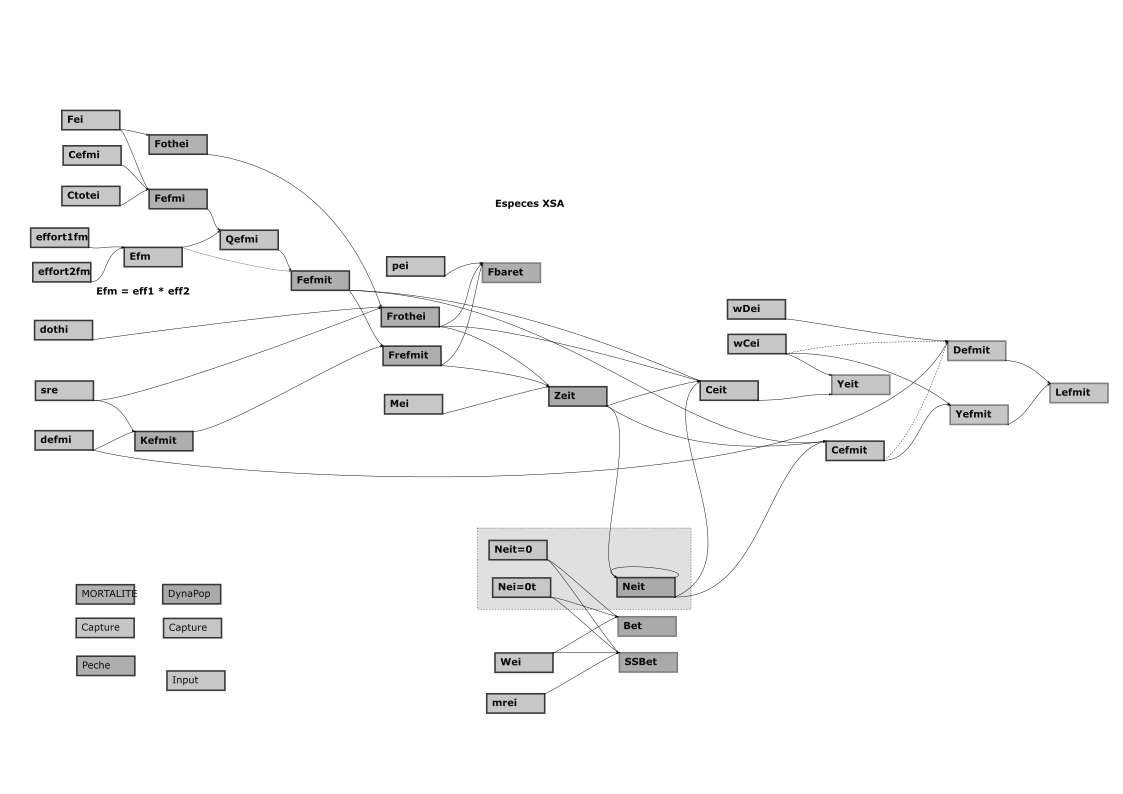 Fei
Fothei
Cefmi
Ctotei
Fefmi
Especes XSA
effort1fm
Qefmi
Efm
effort2fm
pei
Fbaret
Fefmit
Efm = eff1 * eff2
wDei
Frothei
dothi
wCei
Defmit
Frefmit
Yeit
sre
Zeit
Ceit
Lefmit
Mei
Yefmit
defmi
Kefmit
Cefmit
Neit=0
Nei=0t
Neit
MORTALITE
DynaPop
Capture
Capture
Bet
Peche
Wei
SSBet
Input
mrei